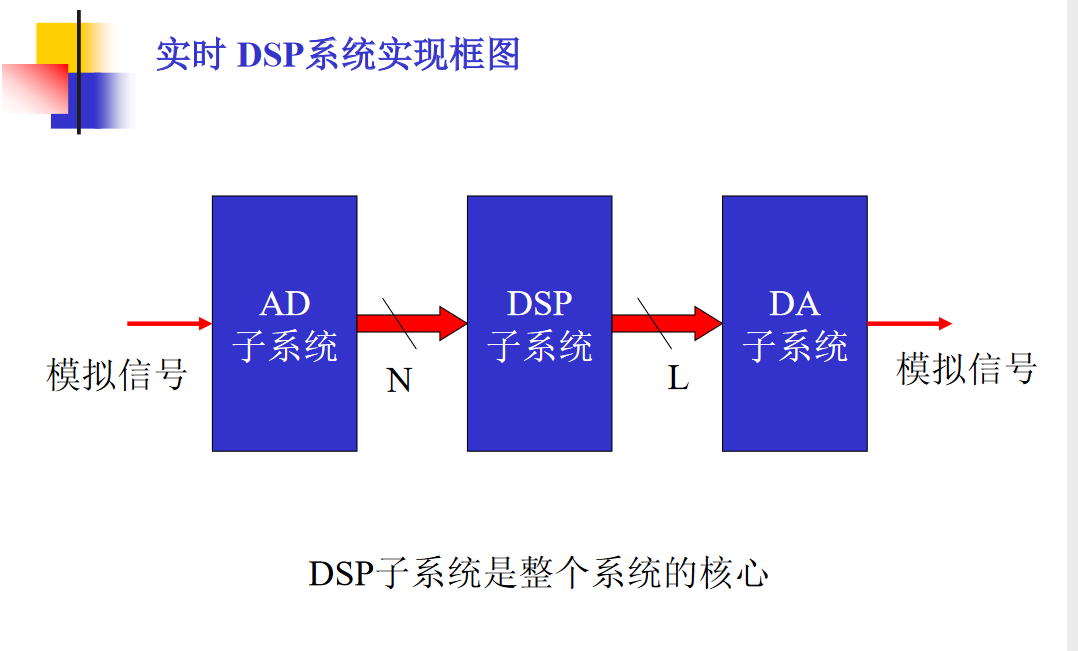 实时 DSP系统实现框图
AD
子系统
DSP
子系统
DA
子系统
模拟信号
N
L
模拟信号
DSP子系统是整个系统的核心